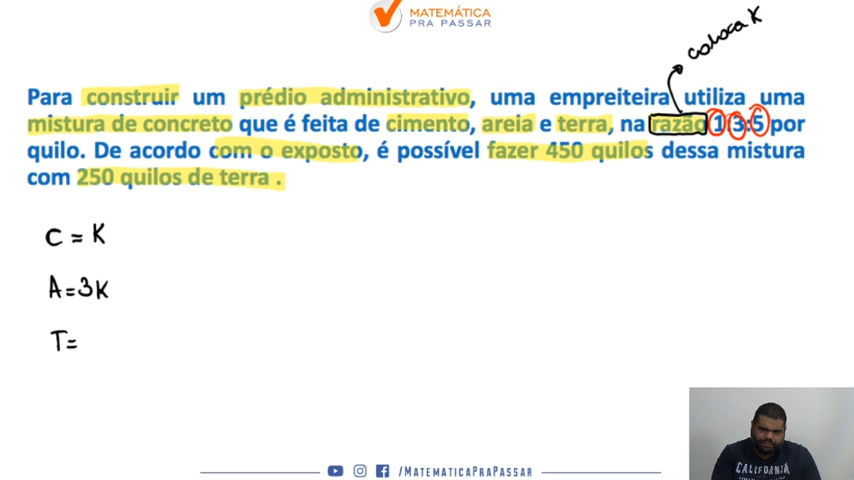 MATEMÁTICA
PRA PASSAR
coloca K
Para construir um prédio administrativo, uma empreiteira utiliza uma
mistura de concreto que é feita de cimento, areia e terra, na razão 1:3:5 por
quilo. De acordo com o exposto, é possível fazer 450 quilos dessa mistura
com 250 quilos de terra .
C = K
A = 3K
T =
/MATEMATICAPRAPASSAR
CALIFORNIA